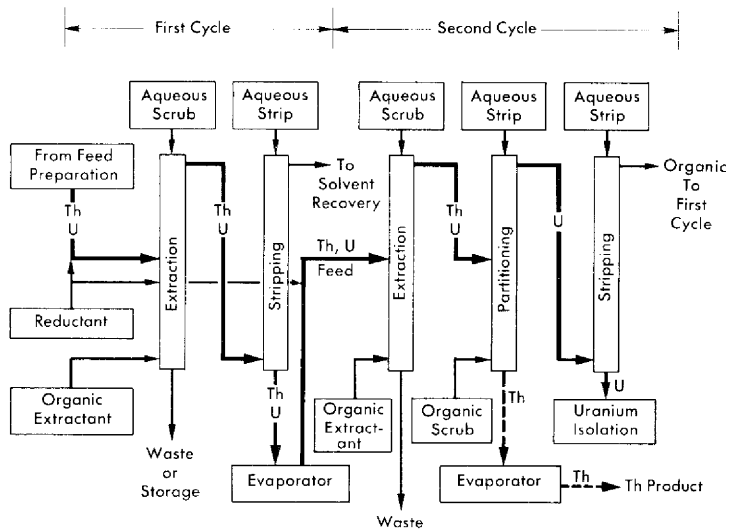 First Cycle
Second Cycle
Aqueous
Scrub
Aqueous
Strip
Aqueous
Scrub
Aqueous
Strip
Aqueous
Strip
From Feed
Preparation
To
Solvent
Recovery
Organic
To
First
Cycle
Th
U
Th
U
Th, U
Feed
Th
U
U
Extraction
Stripping
Extraction
Partitioning
Stripping
Reductant
Organic
Extractant
Th
U
Organic
Extract-
ant
Organic
Scrub
Th
U
Uranium
Isolation
Waste
or
Storage
Evaporator
Evaporator
Th
Th Product
Waste